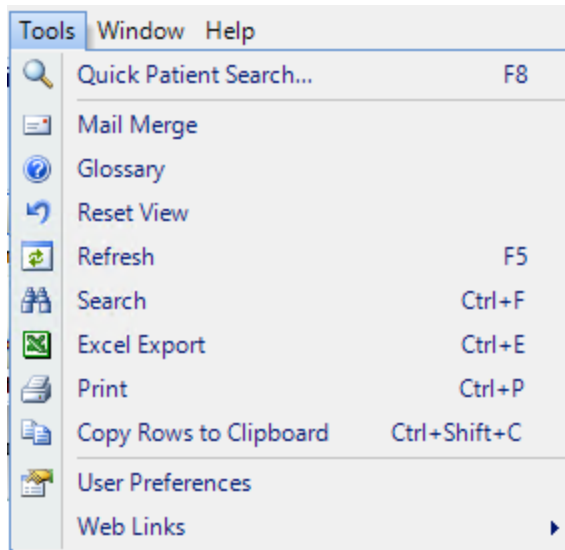 Tools Window Help
Quick Patient Search... F8
Mail Merge
Glossary
Reset View
Refresh F5
Search Ctrl+F
Excel Export Ctrl+E
Print Ctrl+P
Copy Rows to Clipboard Ctrl+Shift+C
User Preferences
Web Links